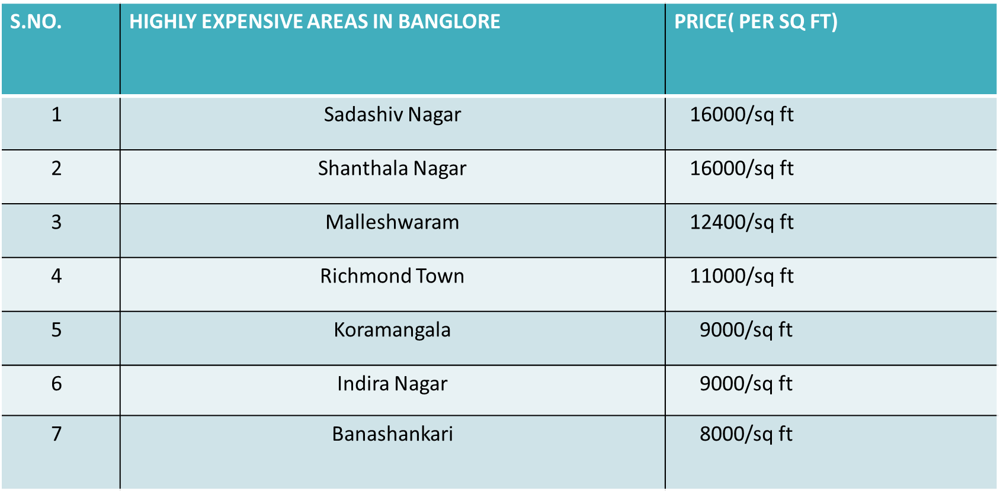 S.NO. HIGHLY EXPENSIVE AREAS IN BANGLORE PRICE( PER SQ FT)
1 Sadashiv Nagar 16000/sq ft
2 Shanthala Nagar 16000/sq ft
3 Malleshwaram 12400/sq ft
4 Richmond Town 11000/sq ft
5 Koramangala 9000/sq ft
6 Indira Nagar 9000/sq ft
7 Banashankari 8000/sq ft